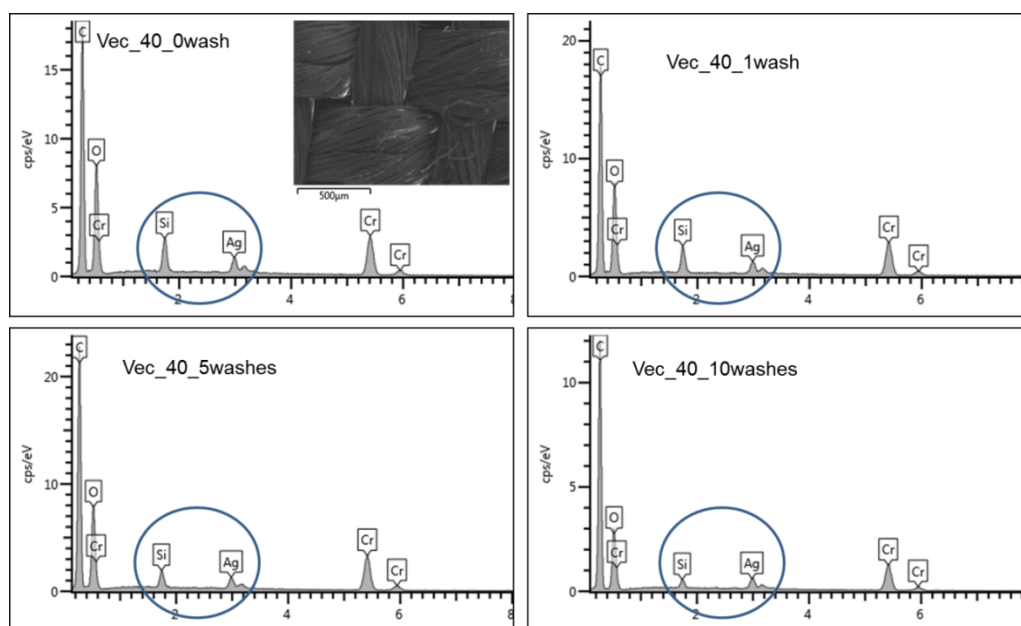 Vec_40_0wash
C
O
Cr
Si
Ag
Cr
Cr
15
10
5
0
cps/eV
2
4
6
8
500μm
Vec_40_1wash
C
O
Cr
Si
Ag
Cr
Cr
20
10
0
cps/eV
2
4
6
Vec_40_5washes
C
O
Cr
Si
Ag
Cr
Cr
20
10
0
cps/eV
2
4
6
8
Vec_40_10washes
C
O
Cr
Si
Ag
Cr
Cr
10
5
0
cps/eV
2
4
6